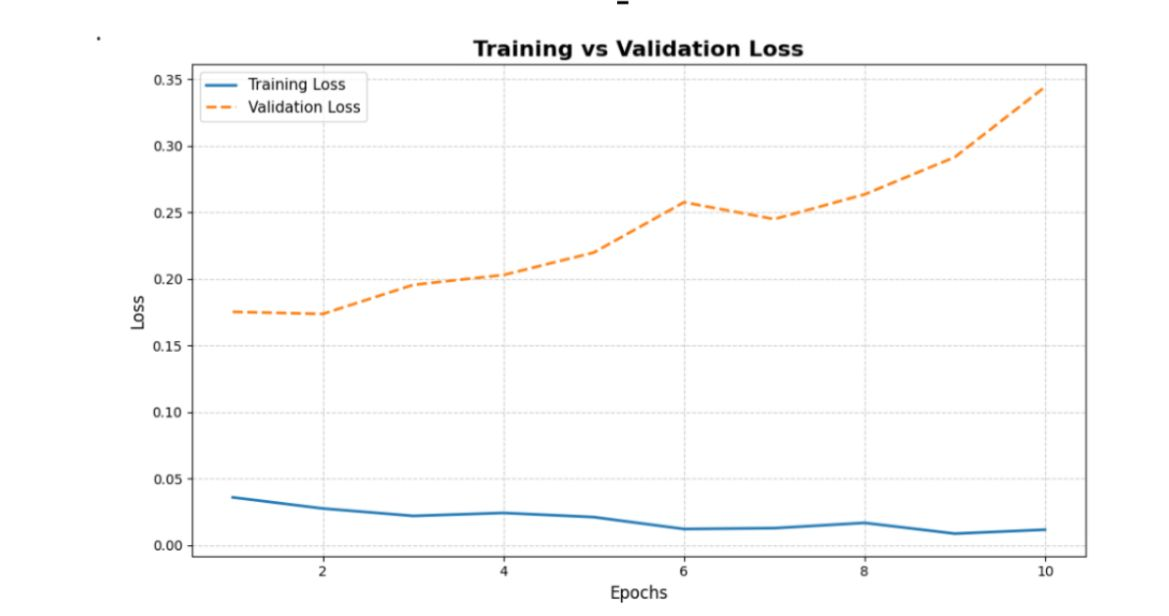 Training vs Validation Loss
Training Loss
Validation Loss
0.35
0.30
0.25
0.20
0.15
0.10
0.05
0.00
Loss
2 4 6 8 10
Epochs